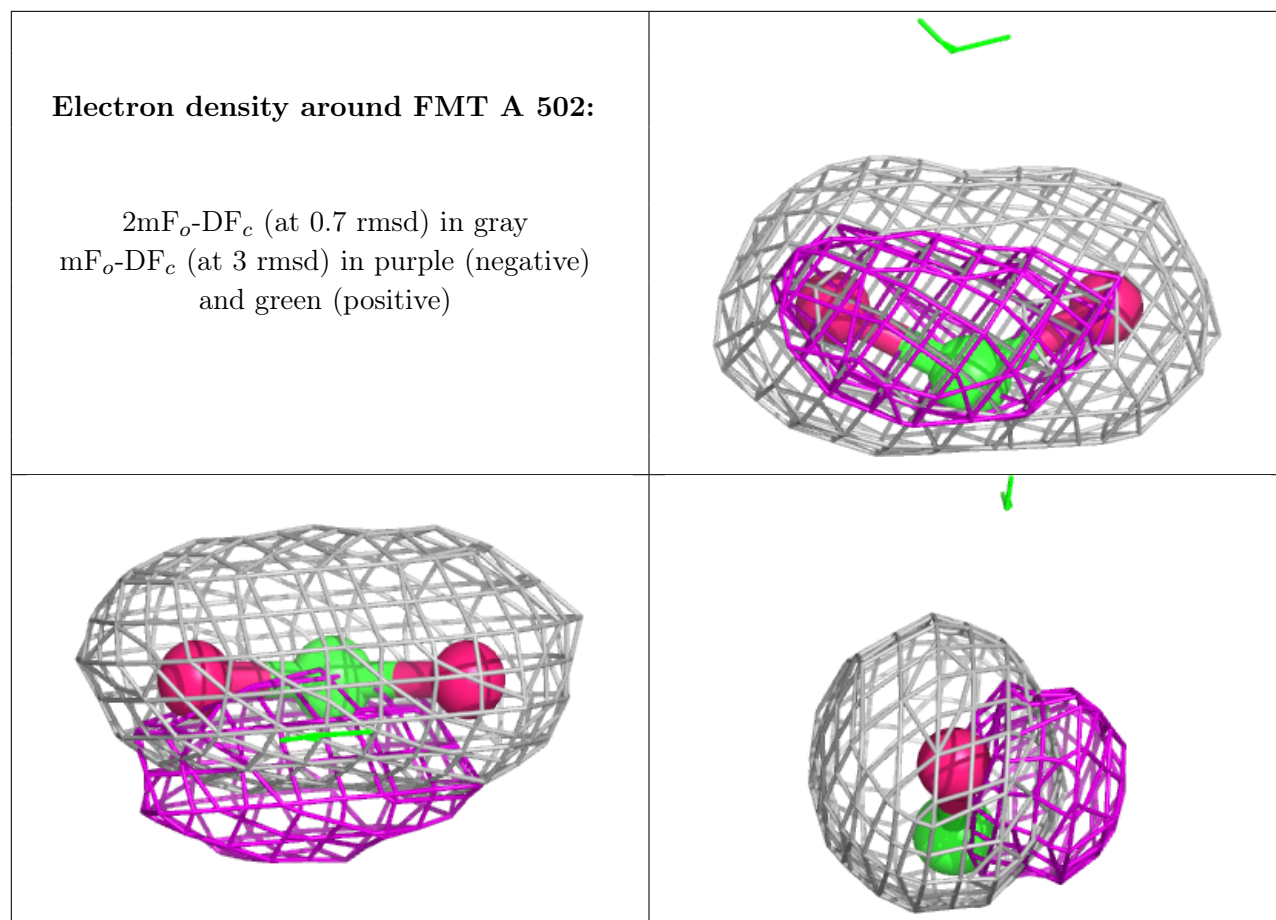 Electron density around FMT A 502:
2mFₒ-DF𝒸 (at 0.7 rmsd) in gray
mFₒ-DF𝒸 (at 3 rmsd) in purple (negative)
and green (positive)